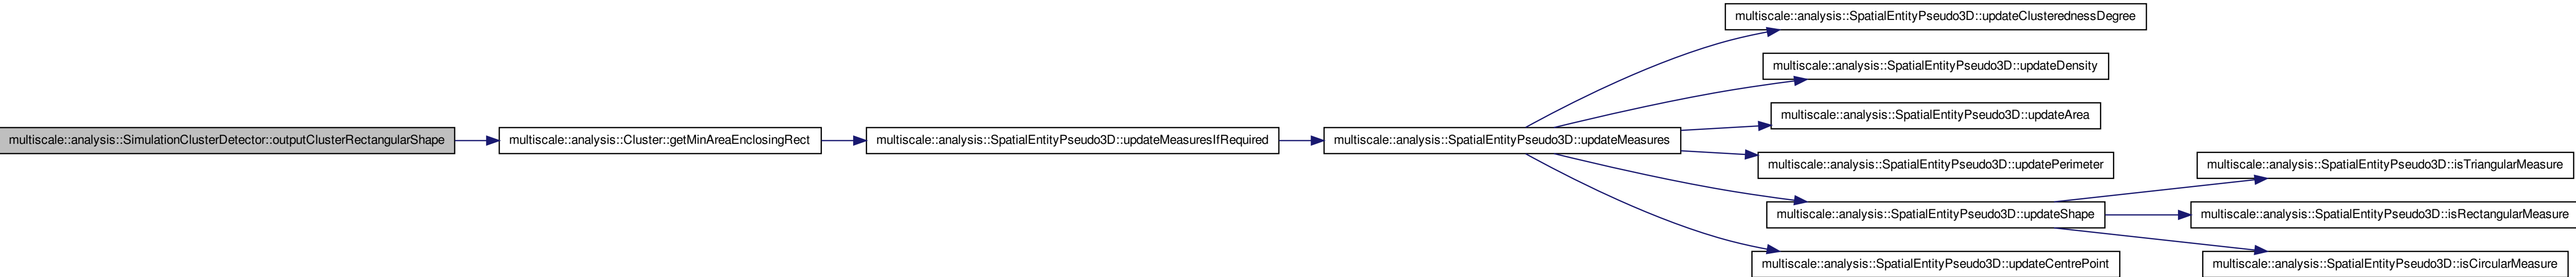 multiscale::analysis::SimulationClusterDetector::outputClusterRectangularShape
multiscale::analysis::Cluster::getMinAreaEnclosingRect
multiscale::analysis::SpatialEntityPseudo3D::updateMeasuresIfRequired
multiscale::analysis::SpatialEntityPseudo3D::updateMeasures
multiscale::analysis::SpatialEntityPseudo3D::updateClusterednessDegree
multiscale::analysis::SpatialEntityPseudo3D::updateDensity
multiscale::analysis::SpatialEntityPseudo3D::updateArea
multiscale::analysis::SpatialEntityPseudo3D::updatePerimeter
multiscale::analysis::SpatialEntityPseudo3D::updateShape
multiscale::analysis::SpatialEntityPseudo3D::updateCentrePoint
multiscale::analysis::SpatialEntityPseudo3D::isTriangularMeasure
multiscale::analysis::SpatialEntityPseudo3D::isRectangularMeasure
multiscale::analysis::SpatialEntityPseudo3D::isCircularMeasure